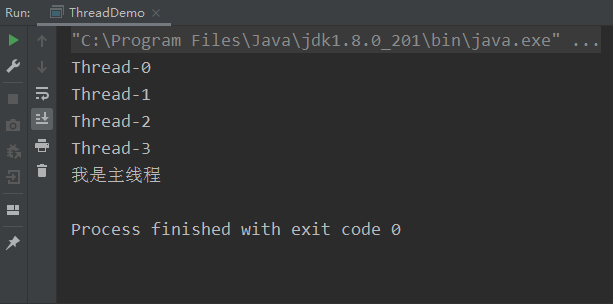 Run: ThreadDemo ×
"C:\Program Files\Java\jdk1.8.0_201\bin\java.exe" ...
Thread-0
Thread-1
Thread-2
Thread-3
我是主线程
Process finished with exit code 0